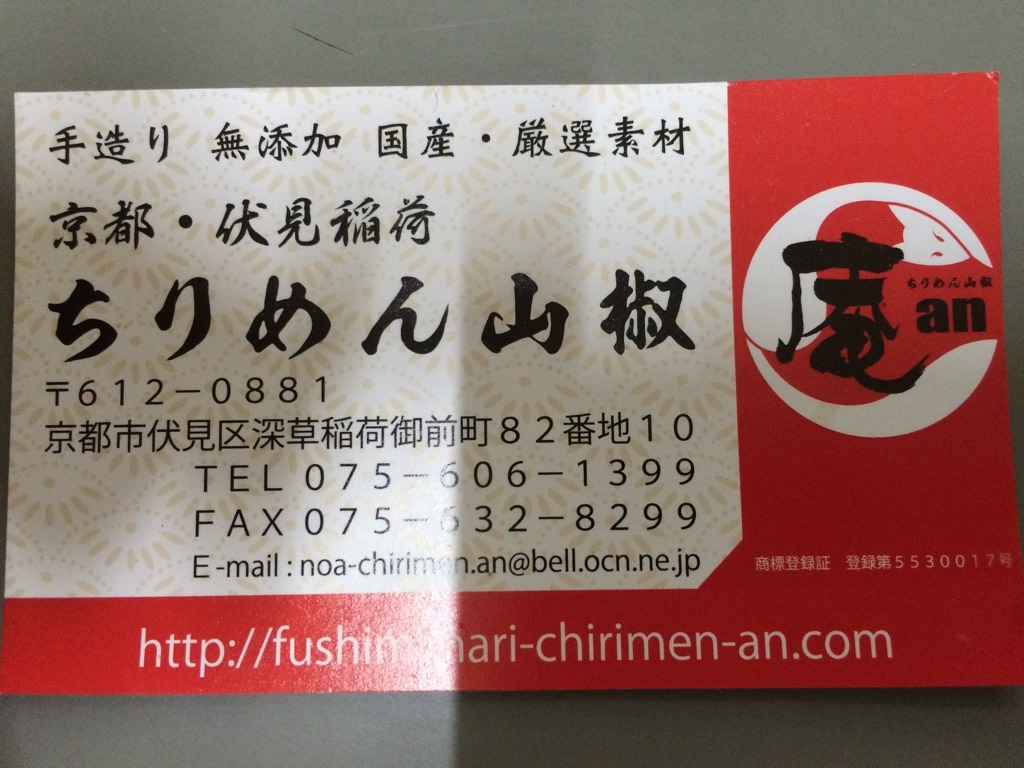 手造り 無添加 国産・厳選素材
京都・伏見稲荷
ちりめん山椒
〒612－0881
京都市伏見区深草稲荷御前町82番地10
TEL 075－606－1399
FAX 075－632－8299
E-mail : noa-chirimen.an@bell.ocn.ne.jp
http://fushimi-inari-chirimen-an.com
庵
ちりめん山椒
an
商標登録証 登録第5530017号